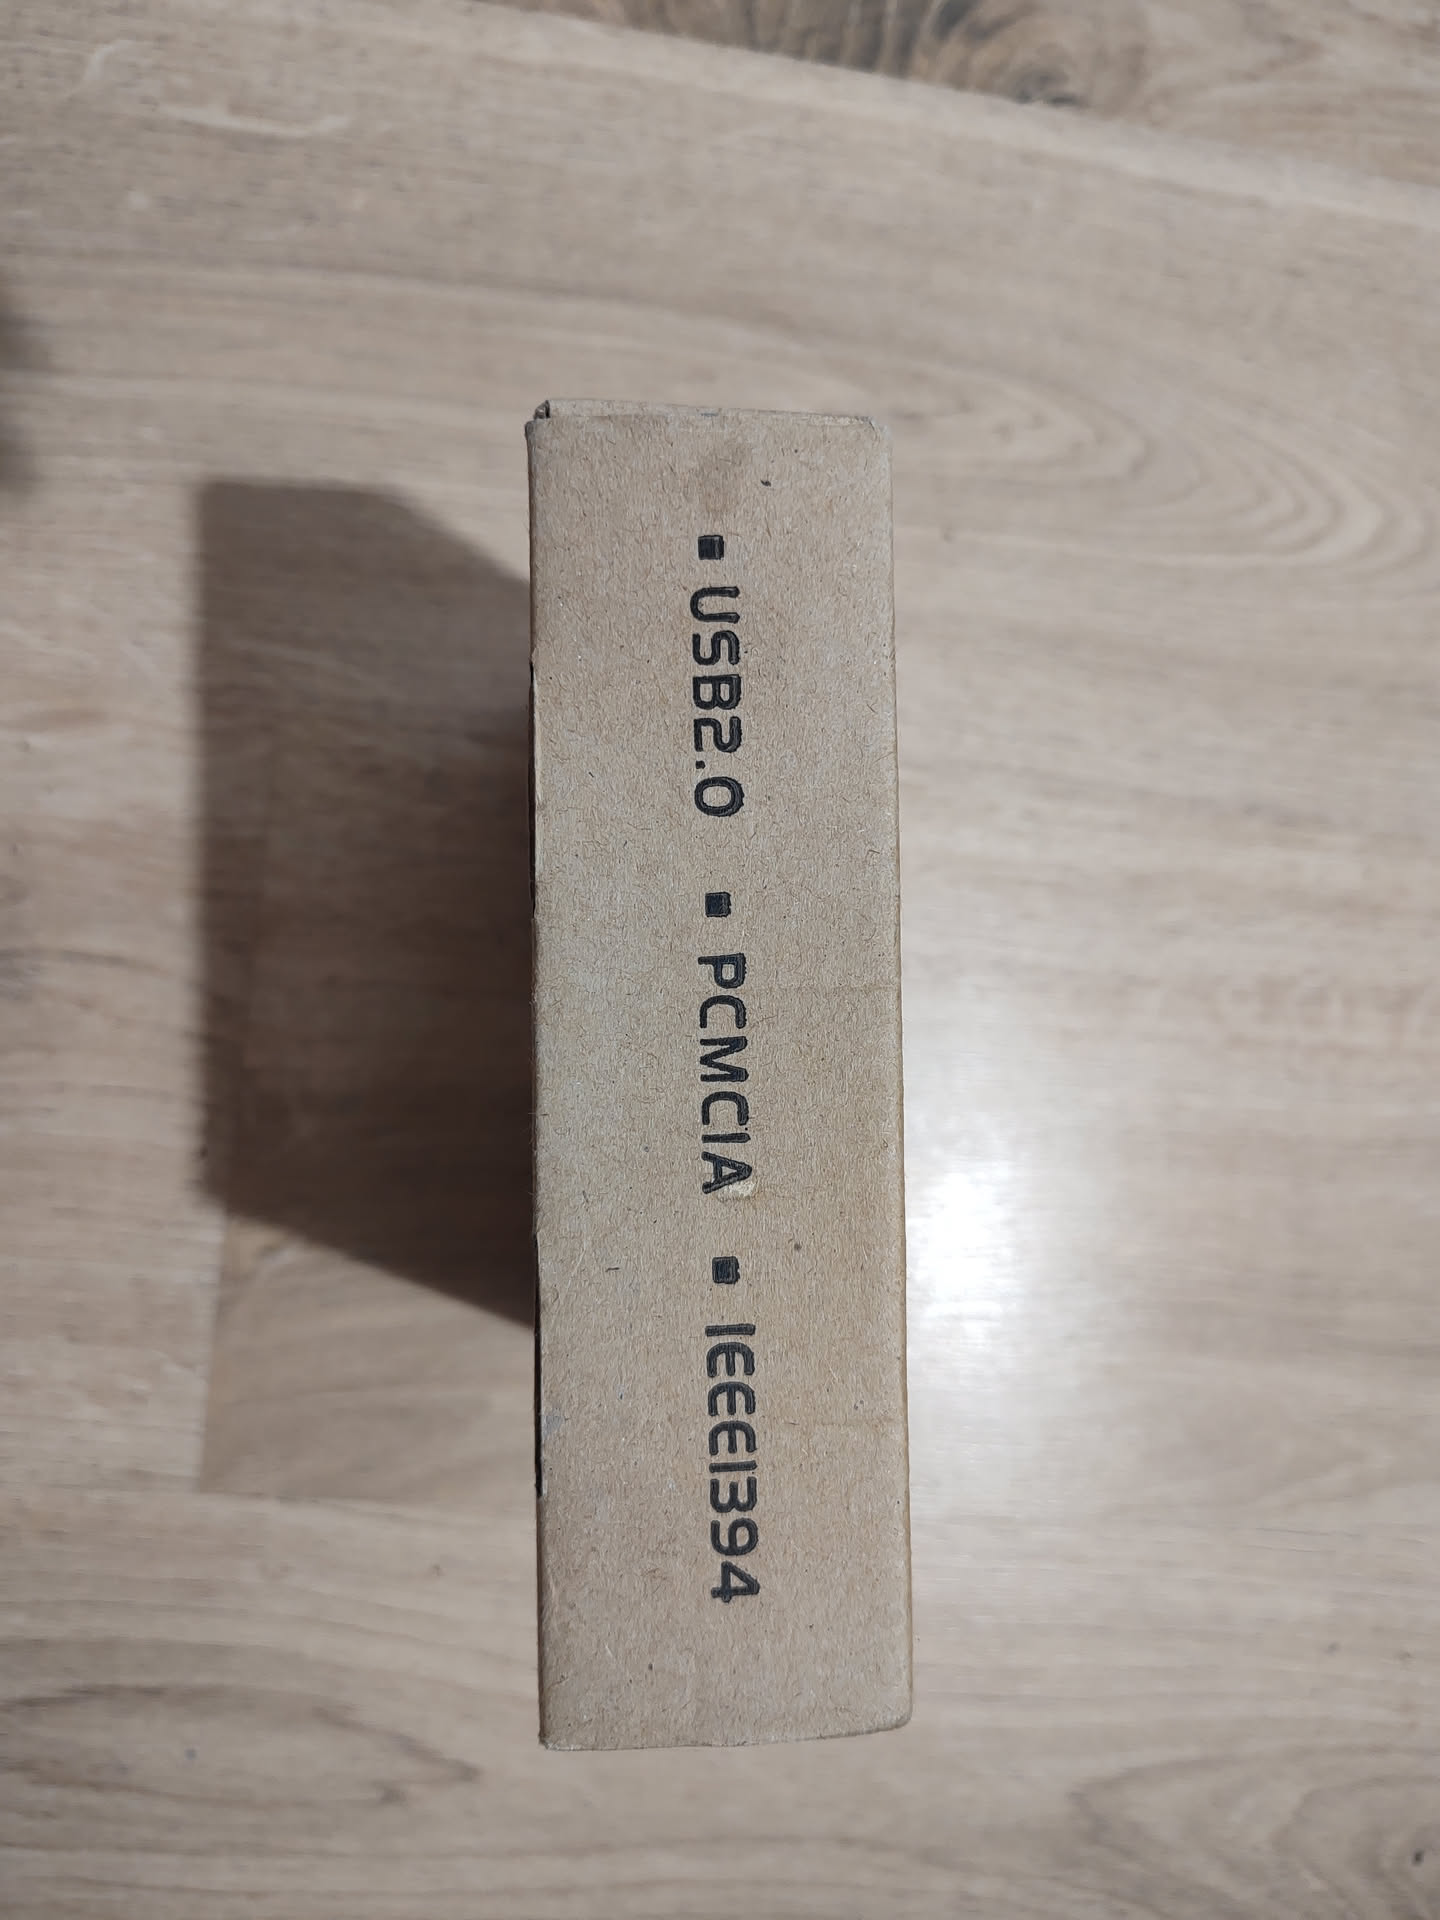 ▪ USB2.0 ▪ PCMCIA ▪ IEEE1394